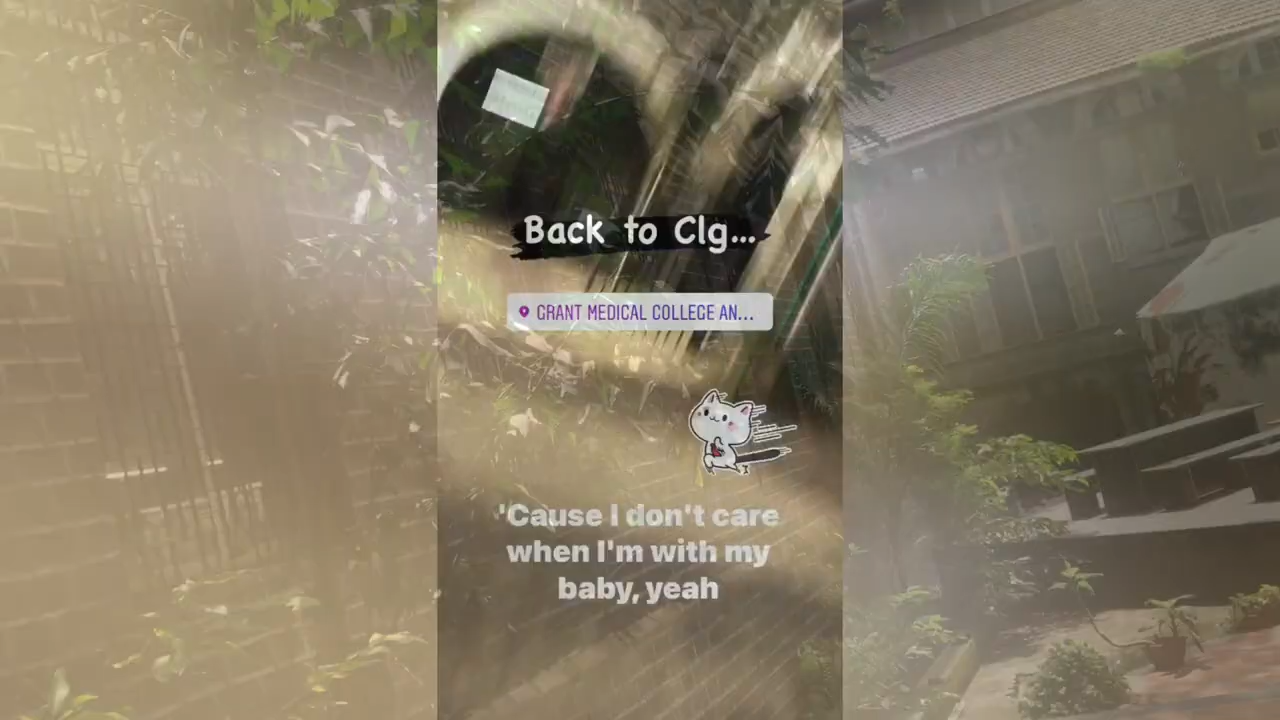 Back to Clg...
GRANT MEDICAL COLLEGE AN...
'Cause I don't care
when I'm with my
baby, yeah